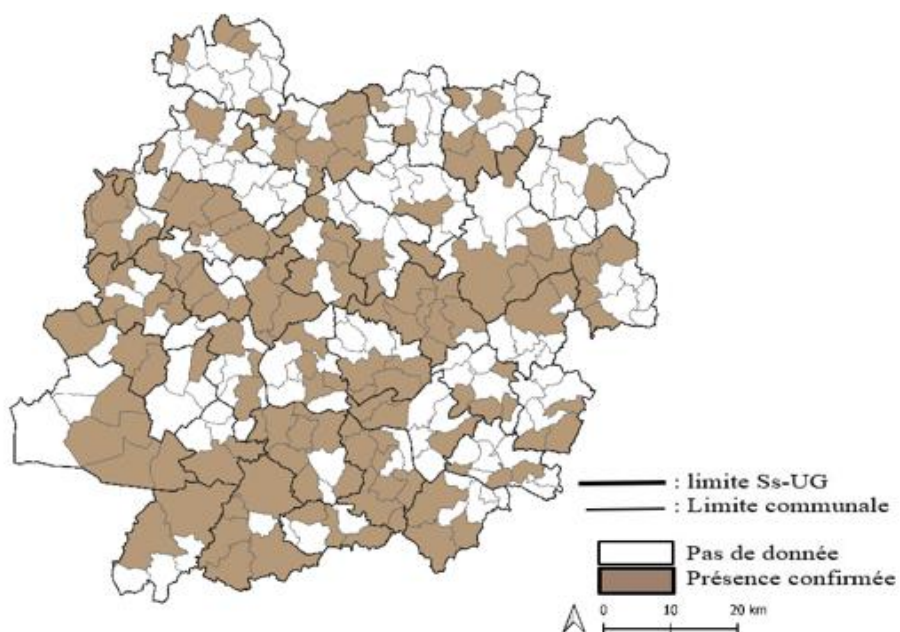 : limite Ss-UG
: Limite communale
Pas de donnée
Présence confirmée
0 10 20 km